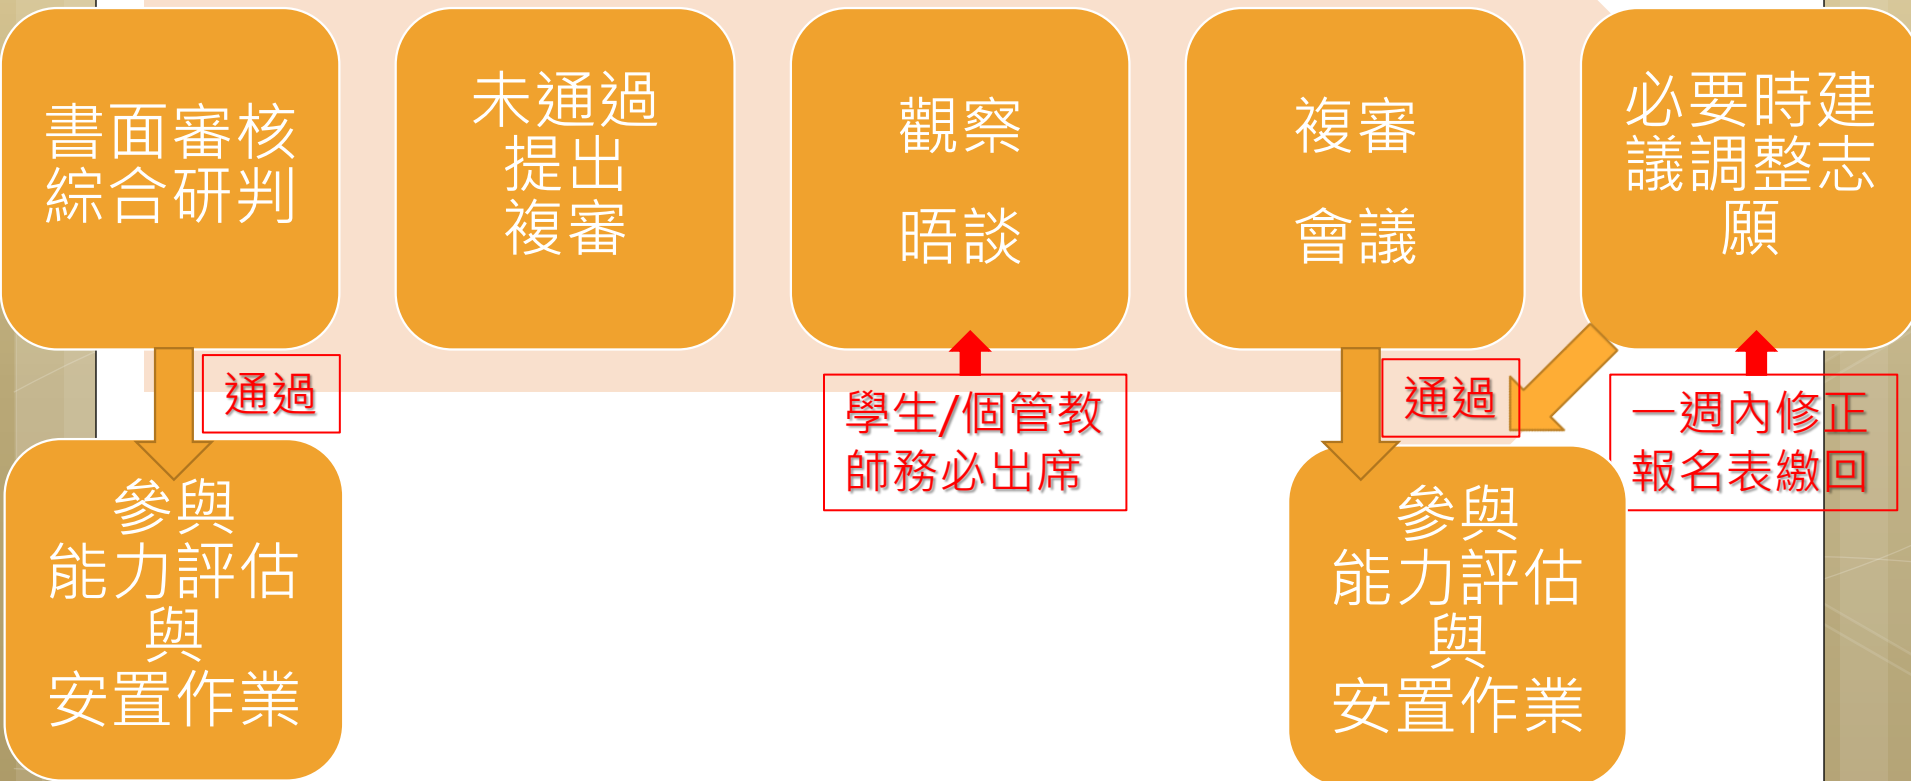 書面審核
綜合研判
未通過
提出
複審
觀察
晤談
複審
會議
必要時建
議調整志
願
通過
學生/個管教
師務必出席
通過
一週內修正
報名表繳回
參與
能力評估
與
安置作業
參與
能力評估
與
安置作業